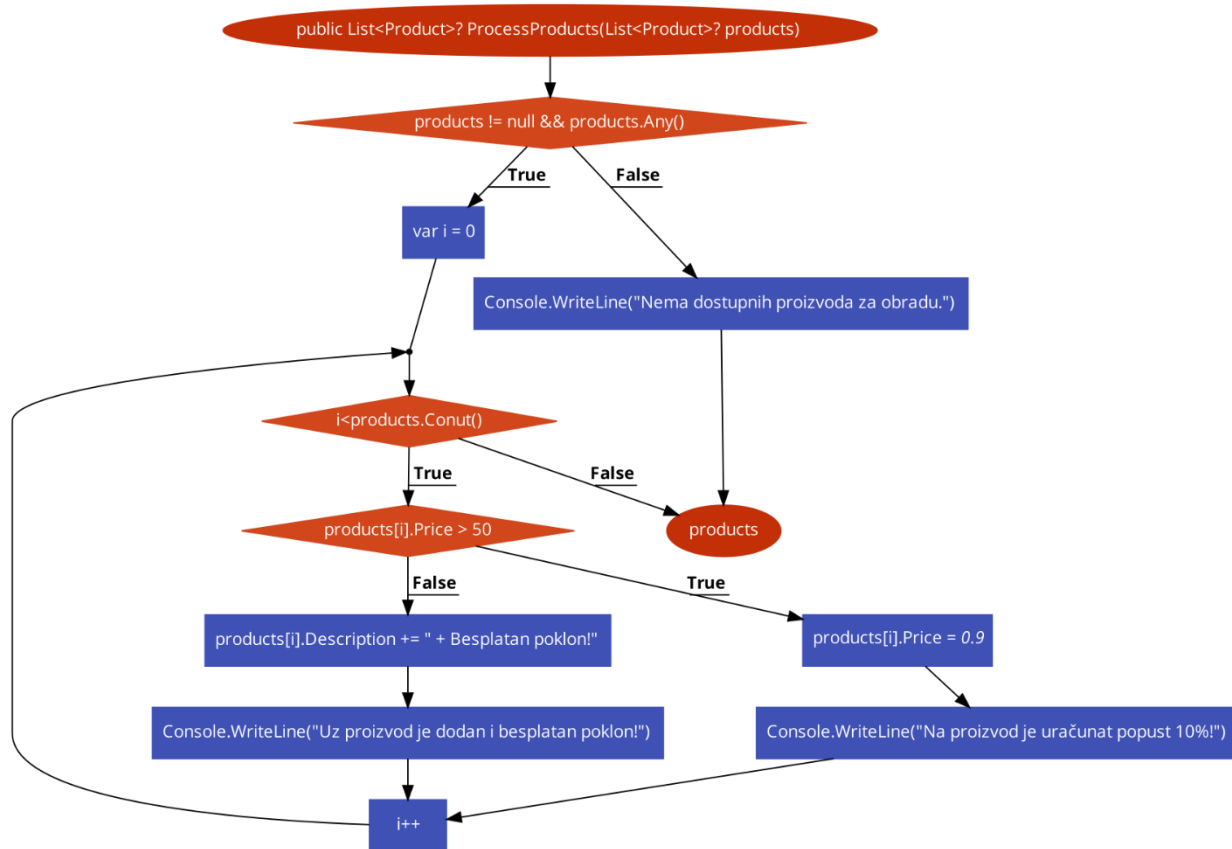 public List<Product>? ProcessProducts(List<Product>? products)
products != null && products.Any()
True
False
var i = 0
Console.WriteLine("Nema dostupnih proizvoda za obradu.")
i<products.Conut()
True
False
products[i].Price > 50
products
False
True
products[i].Description += " + Besplatan poklon!"
products[i].Price = 0.9
Console.WriteLine("Uz proizvod je dodan i besplatan poklon!")
Console.WriteLine("Na proizvod je uračunat popust 10%!")
i++